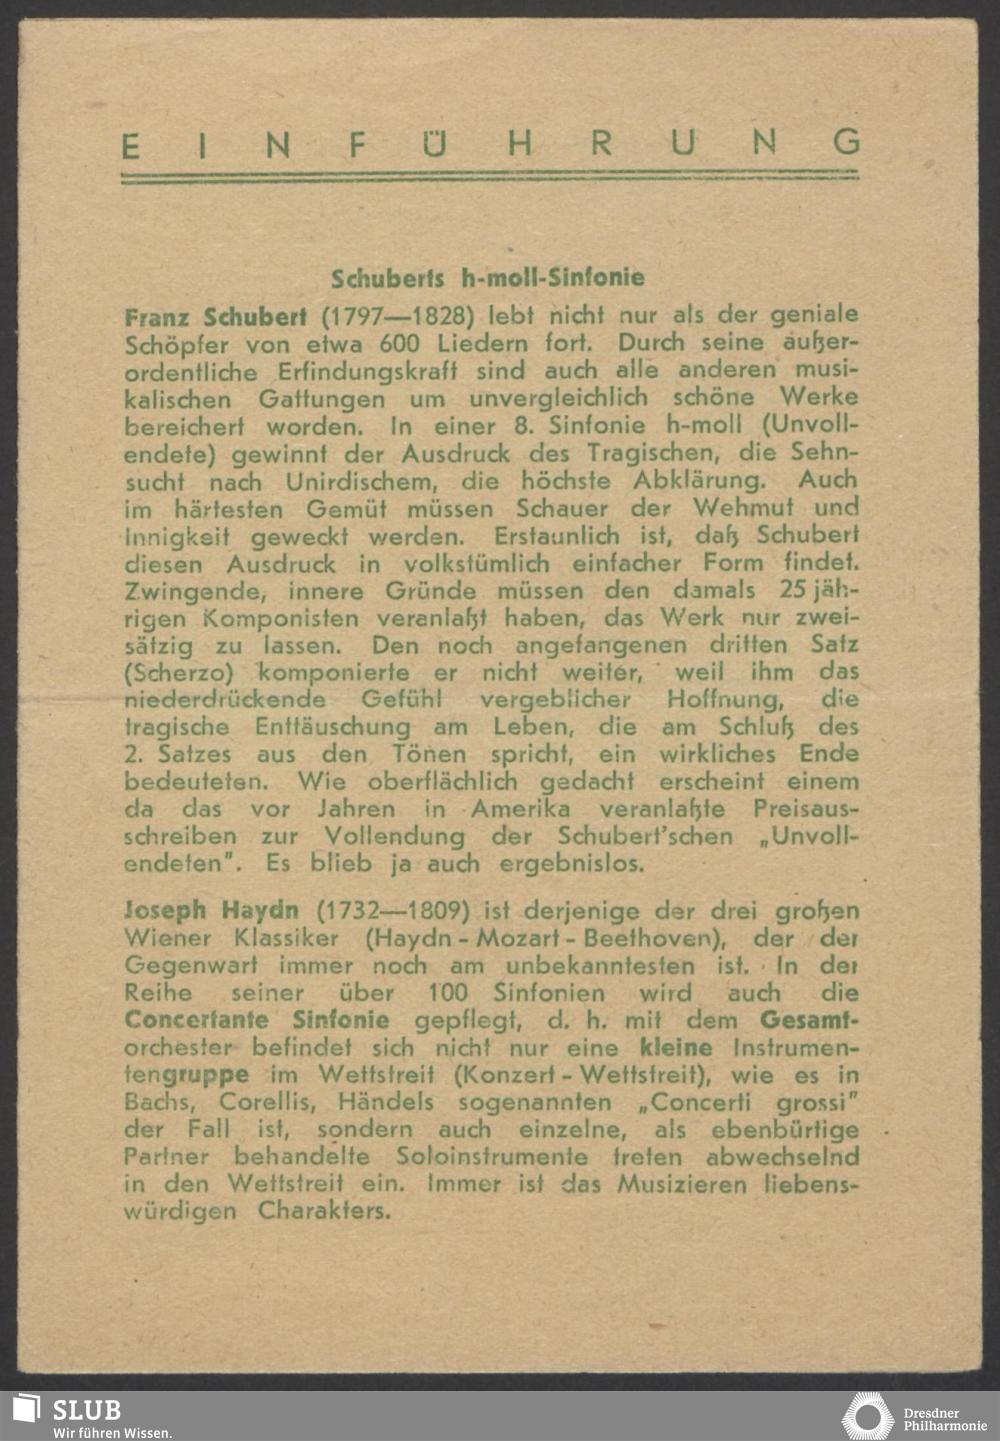 EINFÜHRUNG
Schuberts h-moll-Sinfonie
Franz Schubert (1797—1828) lebt nicht nur als der geniale
Schöpfer von etwa 600 Liedern fort. Durch seine außer-
ordentliche Erfindungskraft sind auch alle anderen musi-
kalischen Gattungen um unvergleichlich schöne Werke
bereichert worden. In einer 8. Sinfonie h-moll (Unvoll-
endete) gewinnt der Ausdruck des Tragischen, die Sehn-
sucht nach Unirdischem, die höchste Abklärung. Auch
im härtesten Gemüt müssen Schauer der Wehmut und
Innigkeit geweckt werden. Erstaunlich ist, daß Schubert
diesen Ausdruck in volkstümlich einfacher Form findet.
Zwingende, innere Gründe müssen den damals 25 jäh-
rigen Komponisten veranlaßt haben, das Werk nur zwei-
sätzig zu lassen. Den noch angefangenen dritten Satz
(Scherzo) komponierte er nicht weiter, weil ihm das
niederdrückende Gefühl vergeblicher Hoffnung, die
tragische Enttäuschung am Leben, die am Schluß des
2. Satzes aus den Tönen spricht, ein wirkliches Ende
bedeuteten. Wie oberflächlich gedacht erscheint einem
da das vor Jahren in Amerika veranlaßte Preisaus-
schreiben zur Vollendung der Schubert'schen „Unvoll-
endeten". Es blieb ja auch ergebnislos.
Joseph Haydn (1732—1809) ist derjenige der drei großen
Wiener Klassiker (Haydn - Mozart - Beethoven), der der
Gegenwart immer noch am unbekanntesten ist. In der
Reihe seiner über 100 Sinfonien wird auch die
Concertante Sinfonie gepflegt, d. h. mit dem Gesamt-
orchester befindet sich nicht nur eine kleine Instrumen-
tengruppe im Wettstreit (Konzert - Wettstreit), wie es in
Bachs, Corellis, Händels sogenannten „Concerti grossi"
der Fall ist, sondern auch einzelne, als ebenbürtige
Partner behandelte Soloinstrumente treten abwechselnd
in den Wettstreit ein. Immer ist das Musizieren liebens-
würdigen Charakters.
SLUB
Wir führen Wissen.
Dresdner
Philharmonie